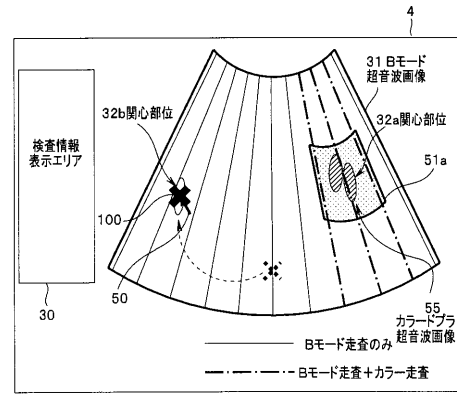 4
31 Bモード
超音波画像
32b関心部位
32a関心部位
検査情報
表示エリア
51a
100
50
30
55
カラードプラ
超音波画像
Bモード走査のみ
Bモード走査+カラー走査